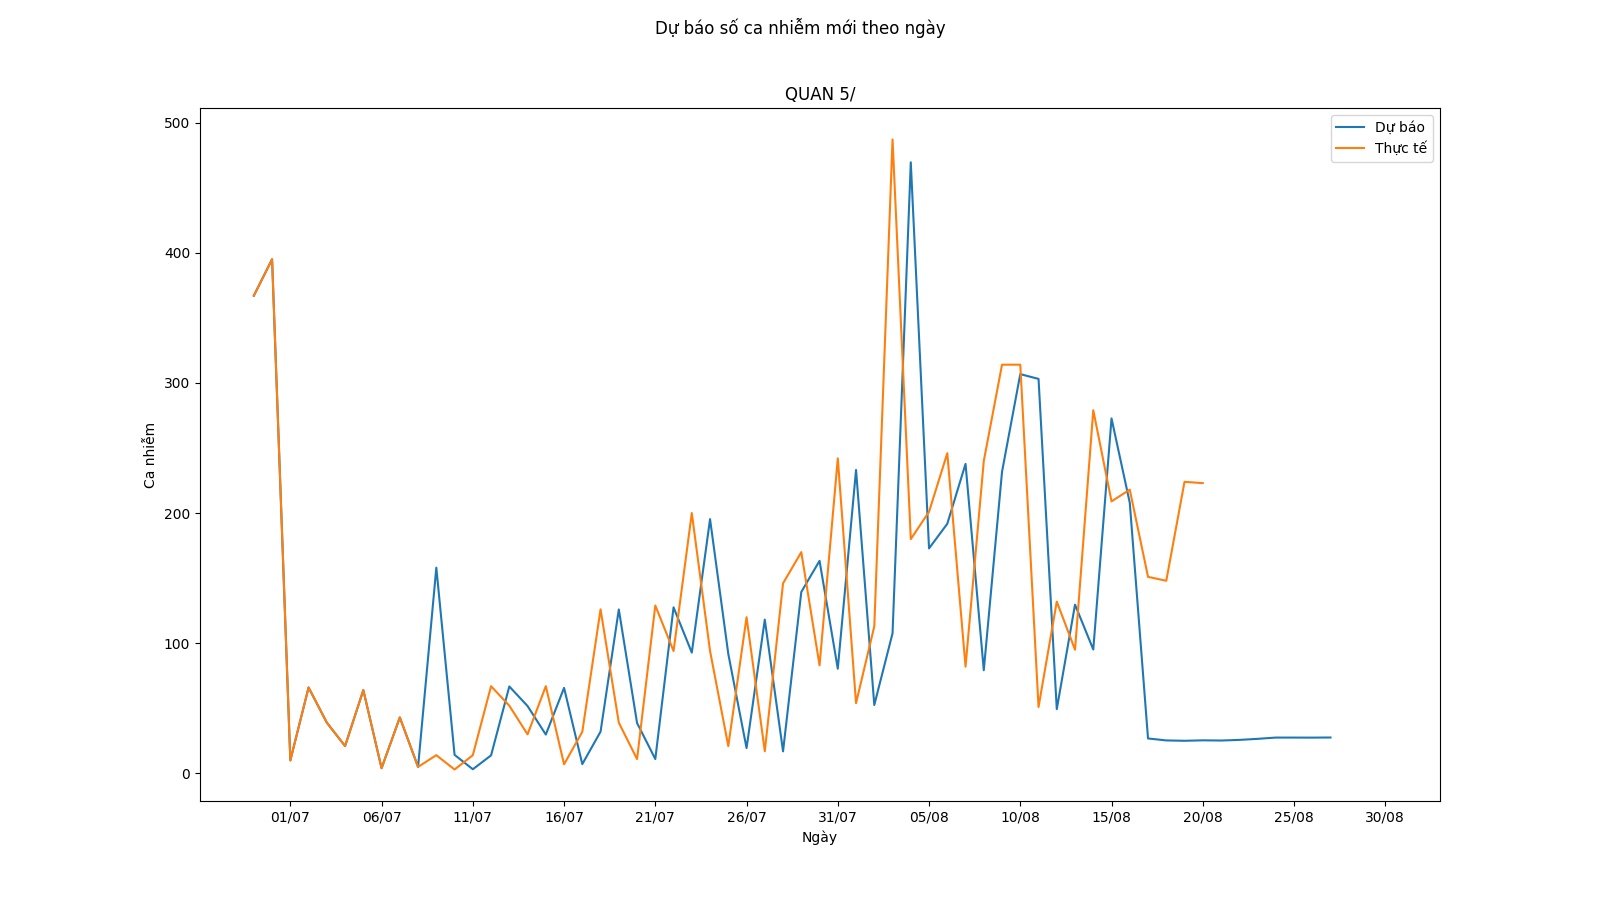 Dự báo số ca nhiễm mới theo ngày
QUAN 5/
500
400
300
200
100
0
Ca nhiễm
Dự báo
Thực tế
01/07 06/07 11/07 16/07 21/07 26/07 31/07 05/08 10/08 15/08 20/08 25/08 30/08
Ngày